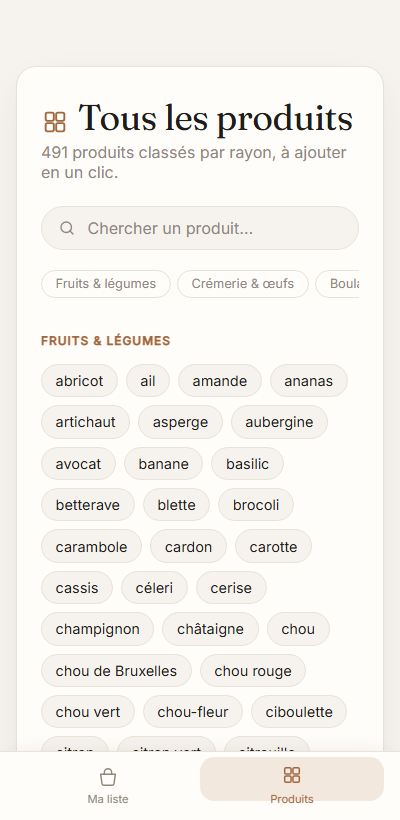 Tous les produits
491 produits classés par rayon, à ajouter
en un clic.
Chercher un produit...
Fruits & légumes Crémerie & œufs
FRUITS & LÉGUMES
abricot ail amande ananas
artichaut asperge aubergine
avocat banane basilic
betterave blette brocoli
carambole cardon carotte
cassis céleri cerise
champignon châtaigne chou
chou de Bruxelles chou rouge
chou vert chou-fleur ciboulette
Ma liste Produits